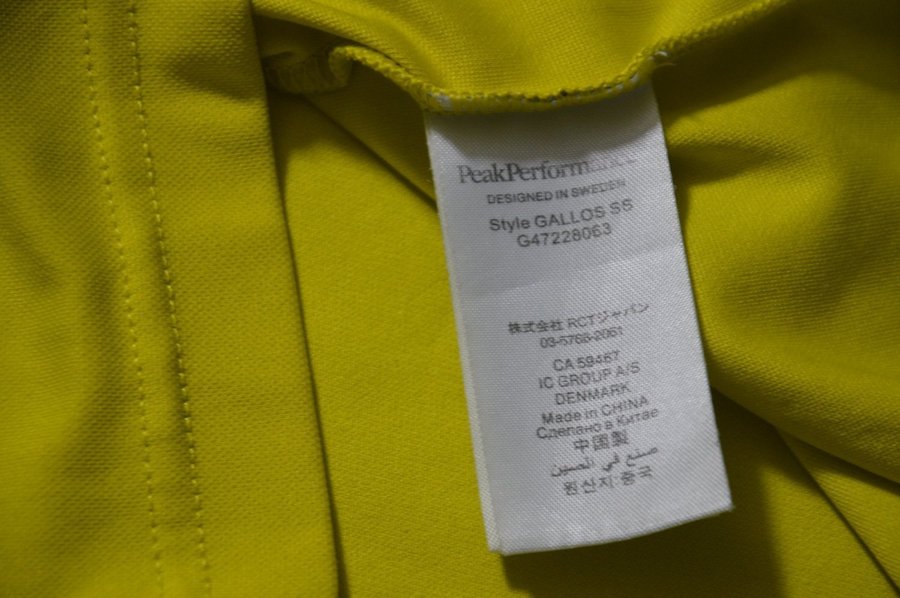 PeakPerformance
DESIGNED IN SWEDEN
Style GALLOS SS
G47228063
株式会社 RCTジャパン
03-5768-2061
CA 59467
IC GROUP A/S
DENMARK
Made in CHINA
Сделано в Китае
中国製
صنع في الصين
원산지:중국